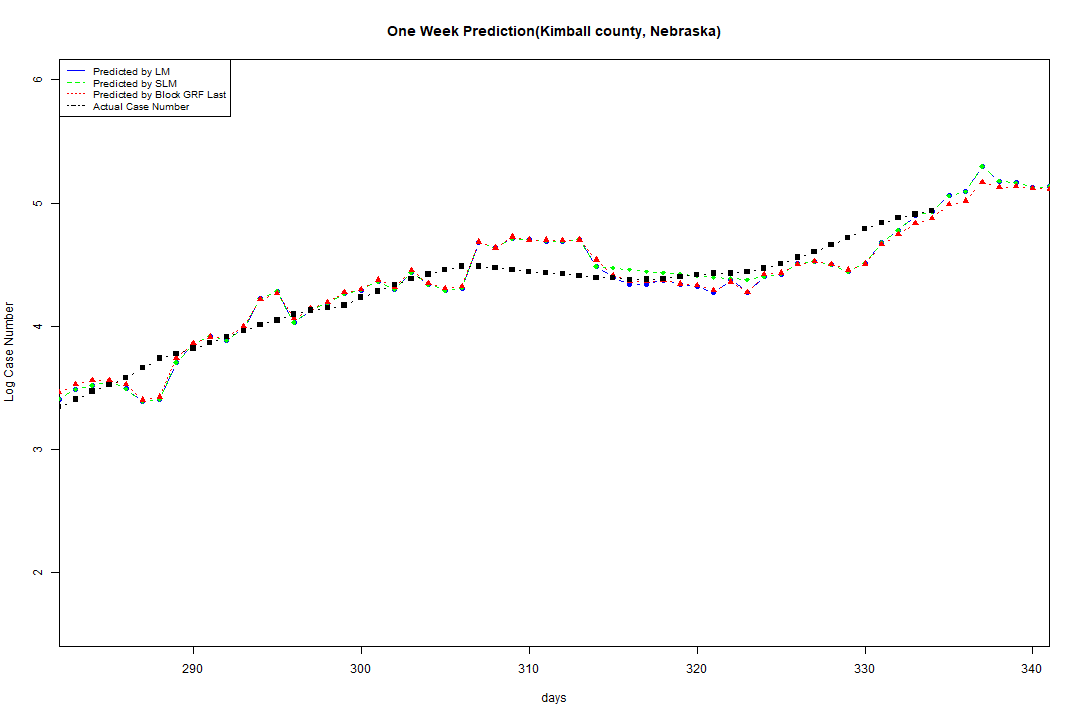 One Week Prediction(Kimball county, Nebraska)
Predicted by LM
Predicted by SLM
Predicted by Block GRF Last
Actual Case Number
6
5
4
3
2
Log Case Number
290 300 310 320 330 340
days